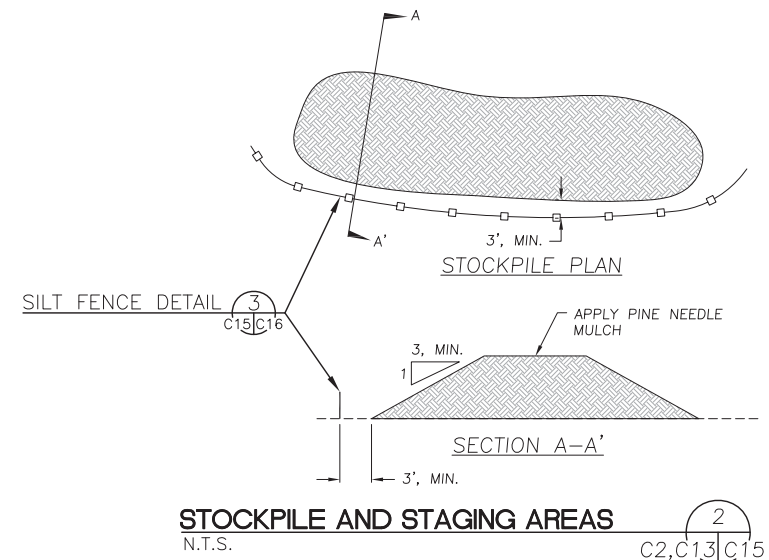 A
A'
3', MIN.
STOCKPILE PLAN
SILT FENCE DETAIL
3
C15 C16
APPLY PINE NEEDLE
MULCH
3, MIN.
1
SECTION A-A'
3', MIN.
STOCKPILE AND STAGING AREAS
N.T.S.
2
C2,C13 C15